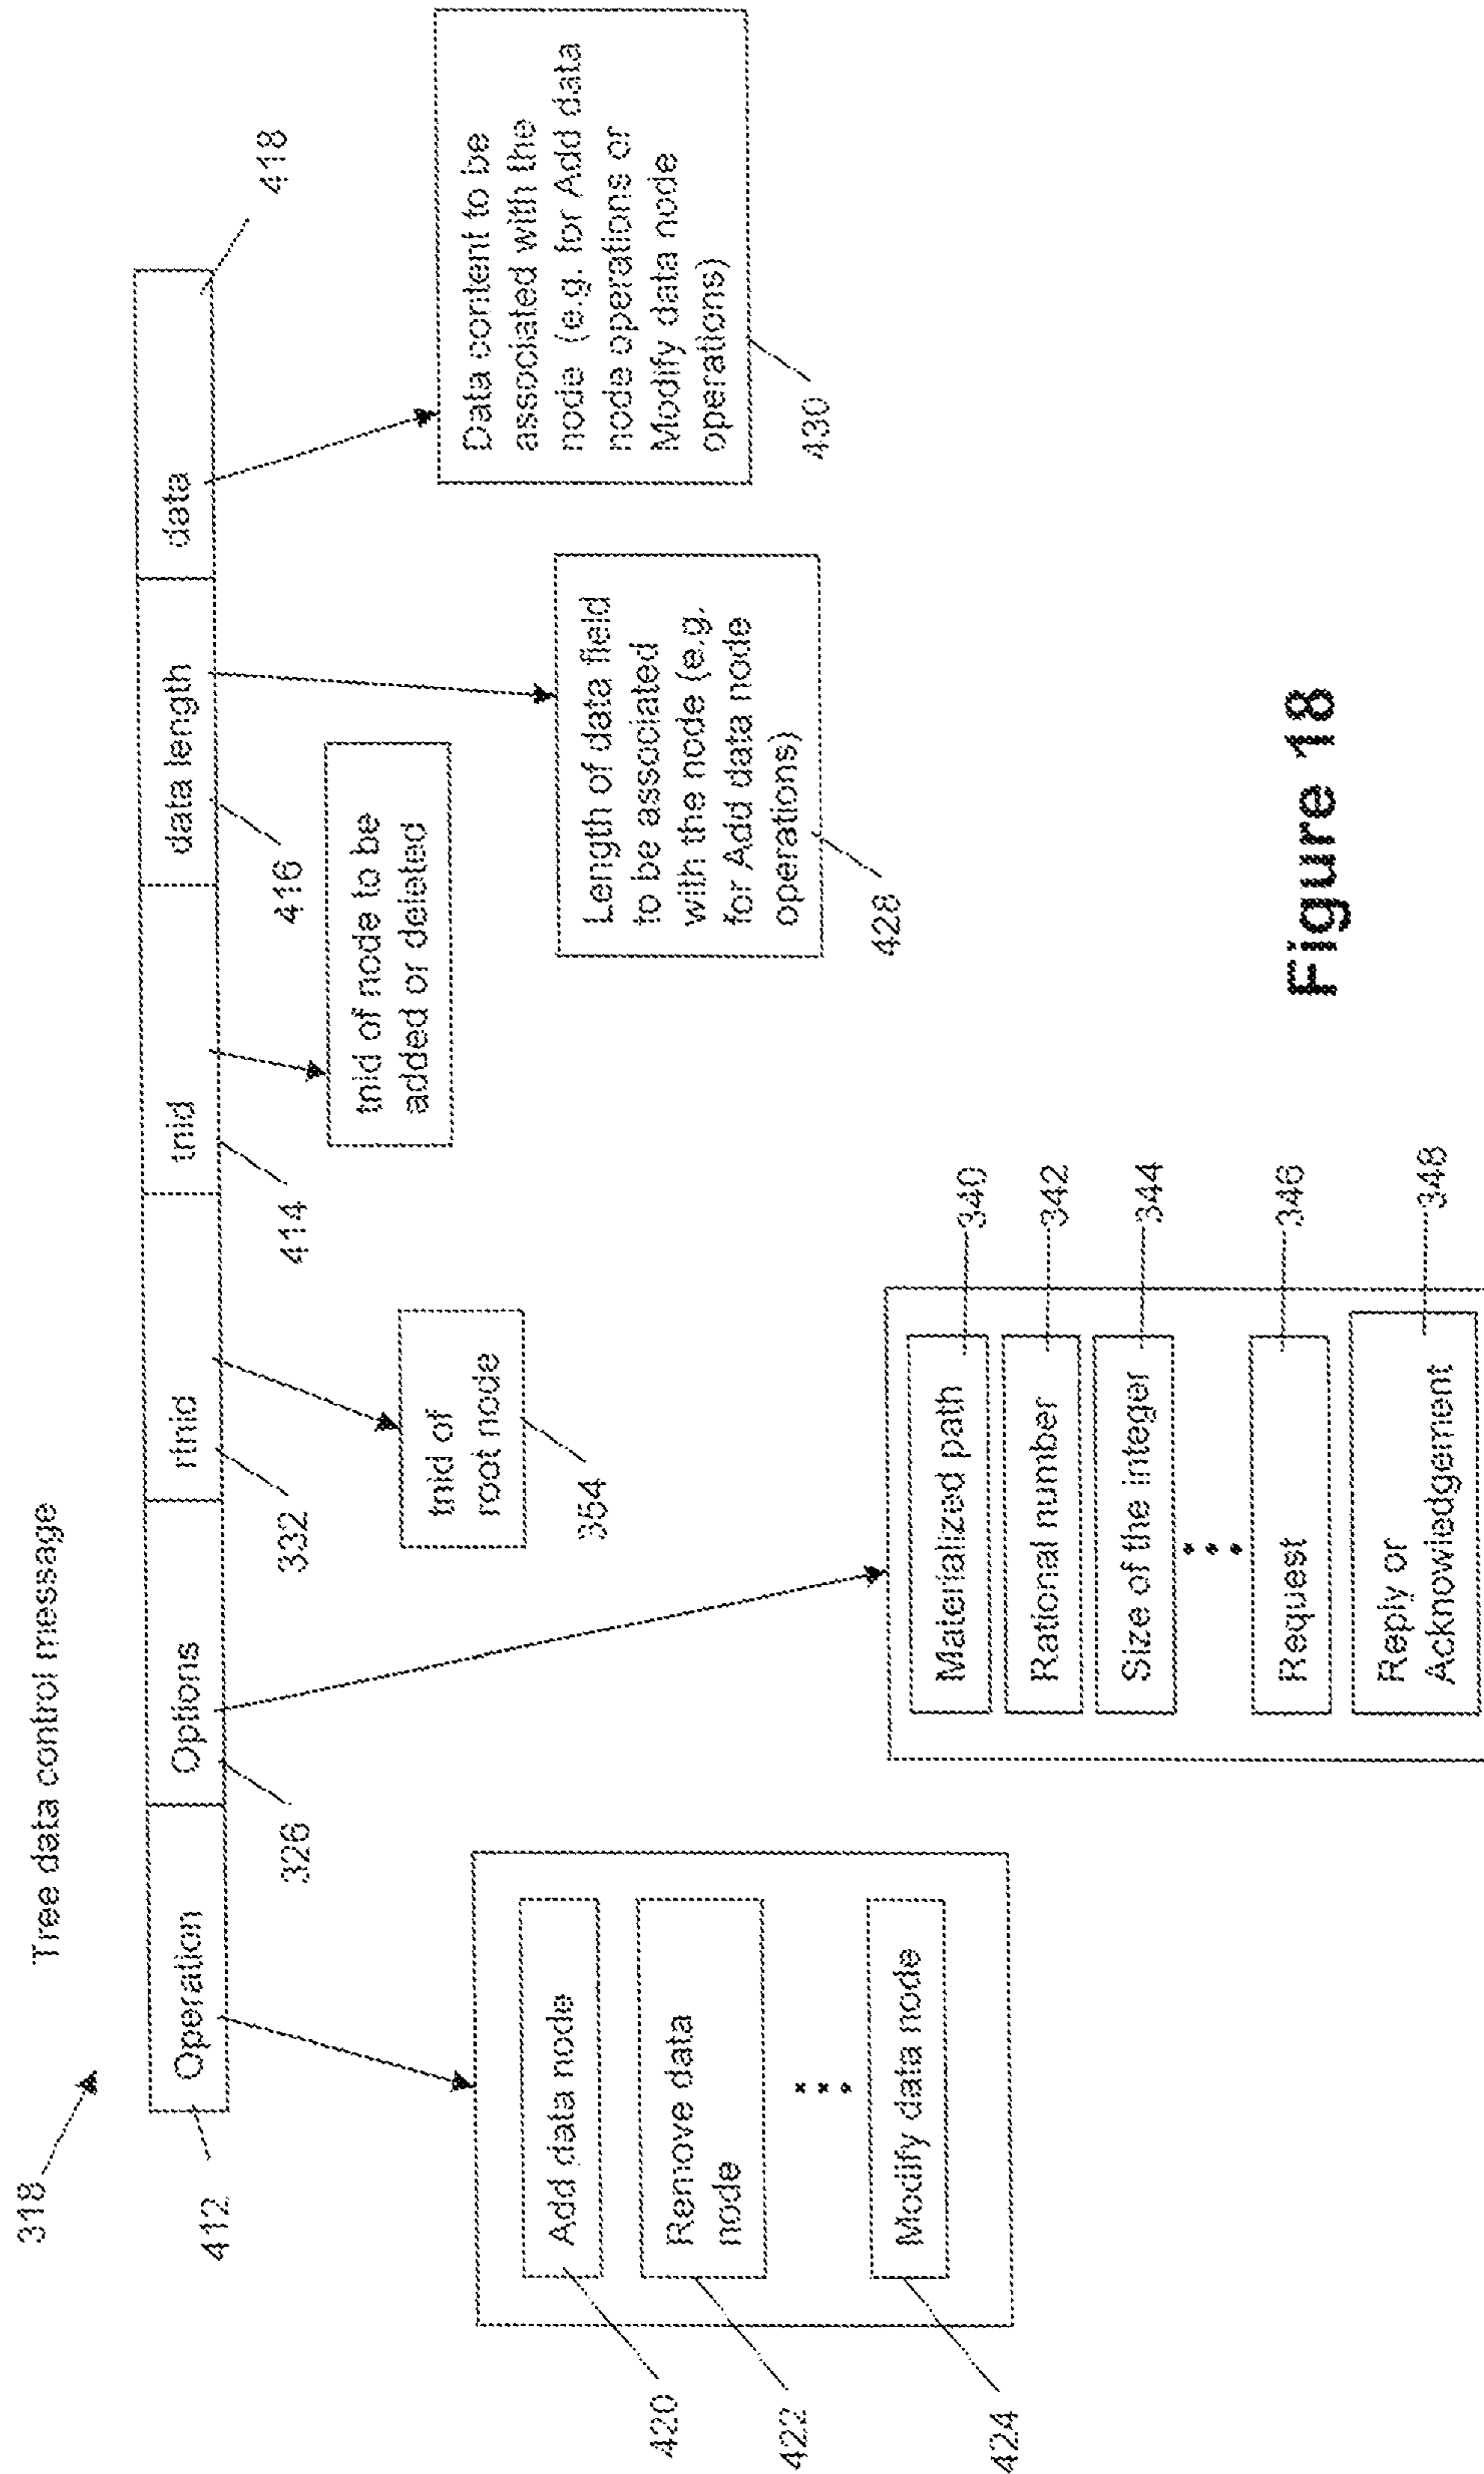 Tree data control message
318
Operation
Options
rtnid
tnid
data length
data
412
326
332
414
416
418
Add data node
Remove data
node
Modify data node
420
422
424
Materialized path
Rational number
Size of the integer
Request
Reply or
Acknowledgement
340
342
344
346
348
tnid of
root node
354
tnid of node to be
added or deleted
Length of data field
to be associated
with the node (e.g.
for Add data node
operations)
428
Data content to be
associated with the
node (e.g. for Add data
node operations or
Modify data node
operations)
430
Figure 18